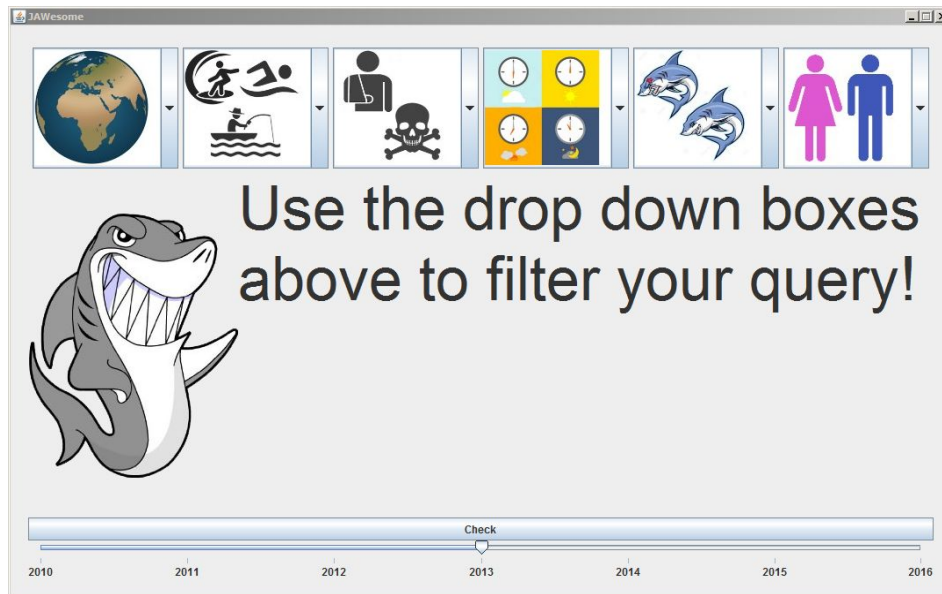 JAWesome
Use the drop down boxes
above to filter your query!
Check
2010 2011 2012 2013 2014 2015 2016